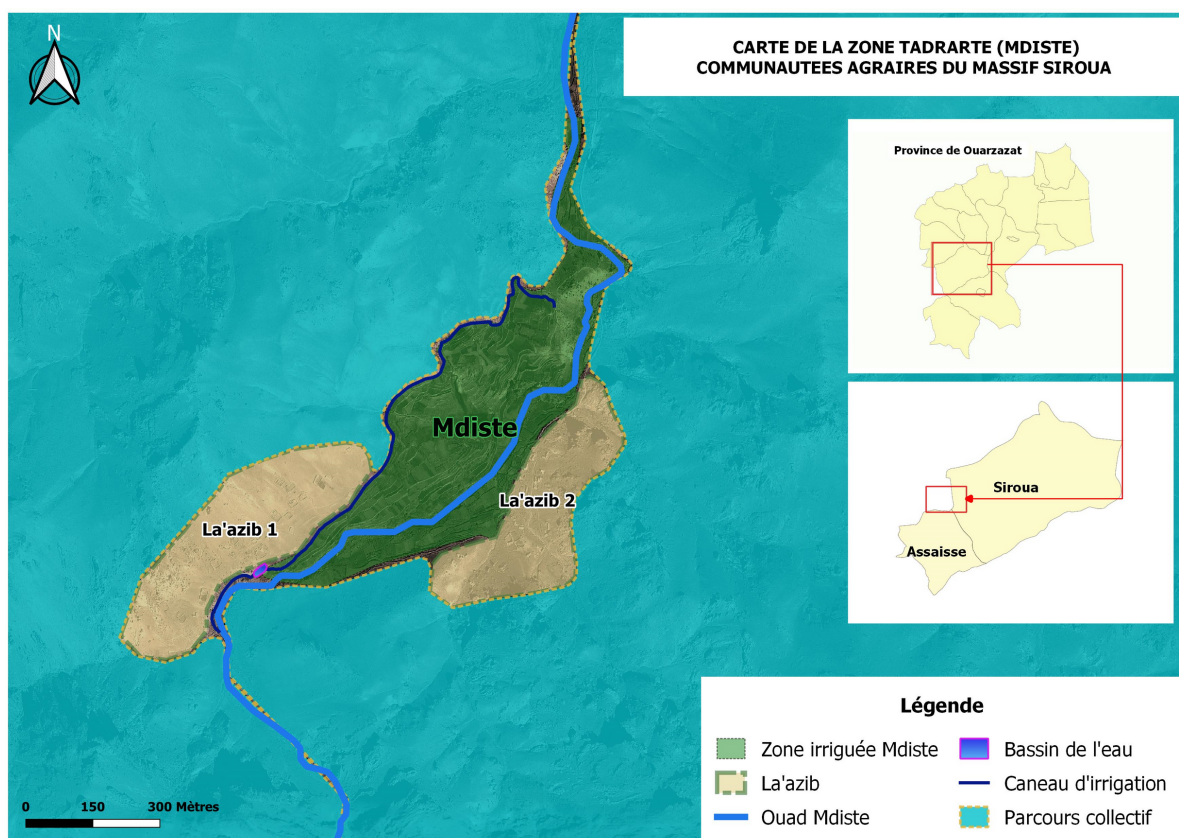 N
CARTE DE LA ZONE TADRARTE (MDISTE)
COMMUNAUTEES AGRAIRES DU MASSIF SIROUA
Province de Ouarzazat
Mdiste
La'azib 2
La'azib 1
Siroua
Assaisse
Légende
Zone irriguée Mdiste
La'azib
Ouad Mdiste
Bassin de l'eau
Caneau d'irrigation
Parcours collectif
0 150 300 Mètres